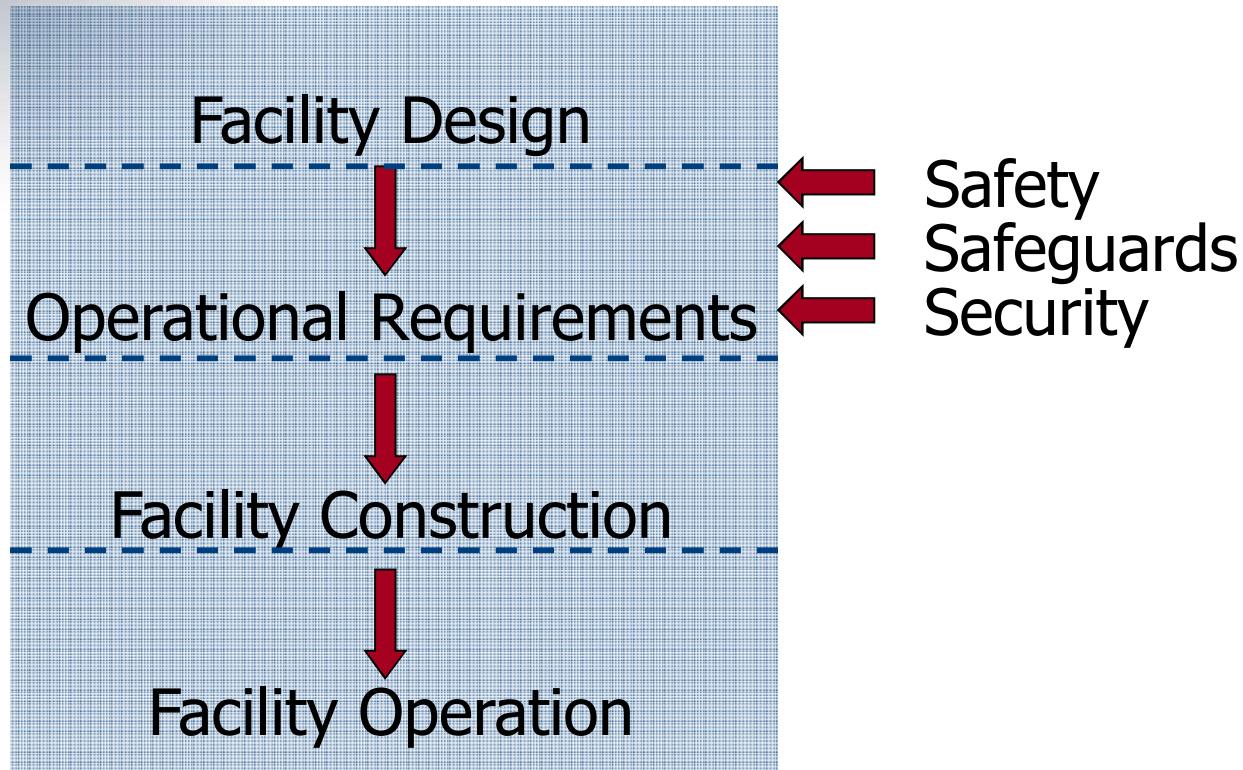 Facility Design
Safety
Safeguards
Operational Requirements
Security
Facility Construction
Facility Operation